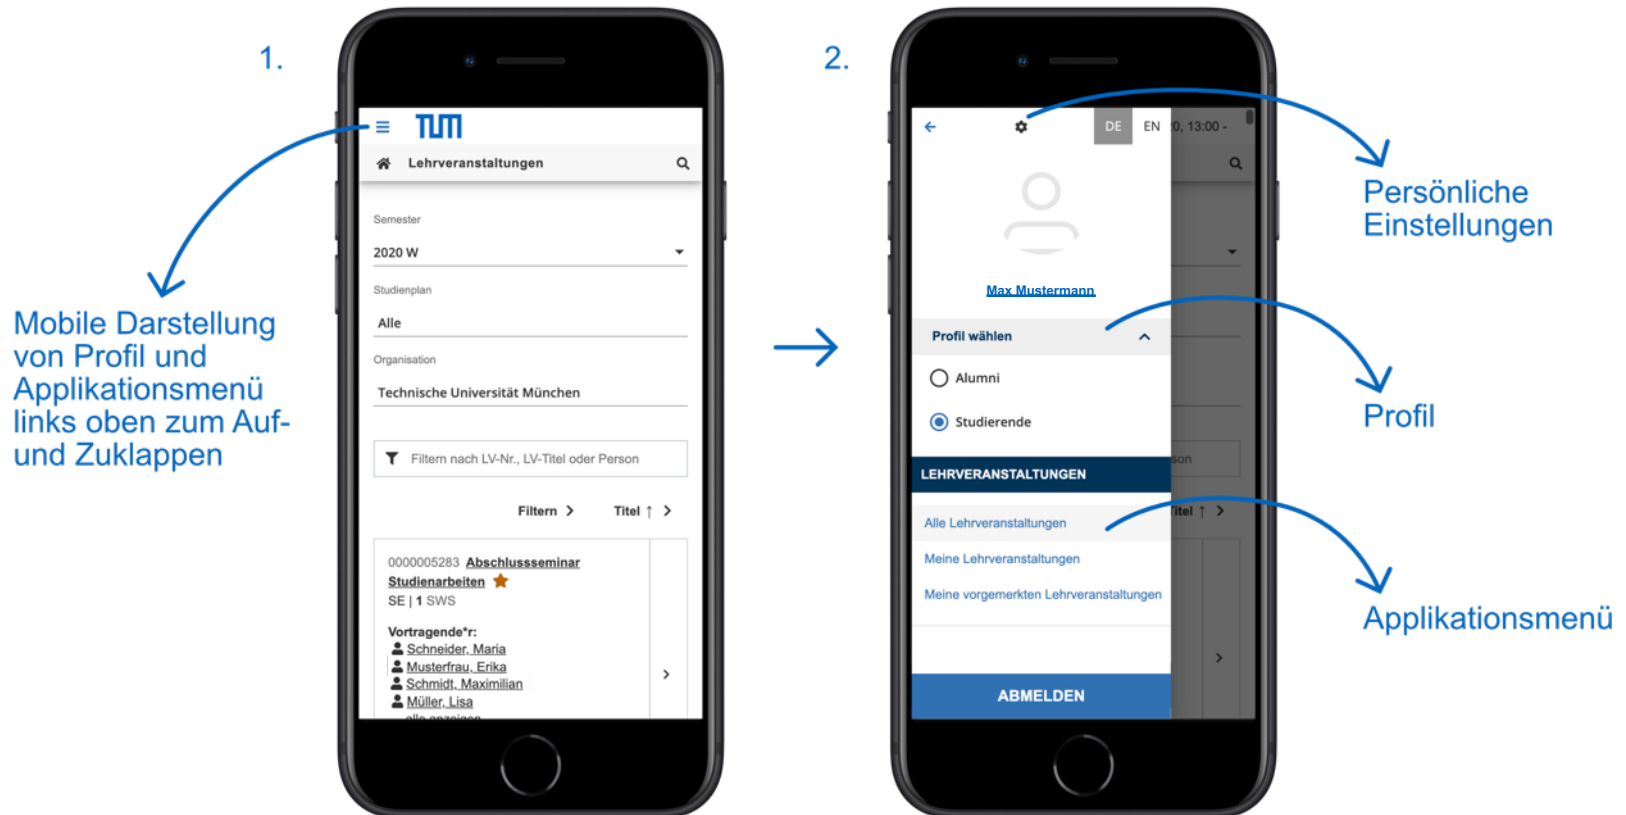 1.
TUM
Lehrveranstaltungen
Semester
2020 W
Studienplan
Alle
Organisation
Technische Universität München
Filtern nach LV-Nr., LV-Titel oder Person
Filtern > Titel ↑ >
0000005283 Abschlussseminar
Studienarbeiten
SE | 1 SWS
Vortragende*r:
Schneider, Maria
Musterfrau, Erika
Schmidt, Maximilian
Müller, Lisa
alle anzeigen
Mobile Darstellung
von Profil und
Applikationsmenü
links oben zum Auf-
und Zuklappen
2.
DE EN 0, 13:00 -
Max Mustermann
Profil wählen
Alumni
Studierende
LEHRVERANSTALTUNGEN
Alle Lehrveranstaltungen
Meine Lehrveranstaltungen
Meine vorgemerkten Lehrveranstaltungen
ABMELDEN
son
itel ↑ >
Persönliche
Einstellungen
Profil
Applikationsmenü